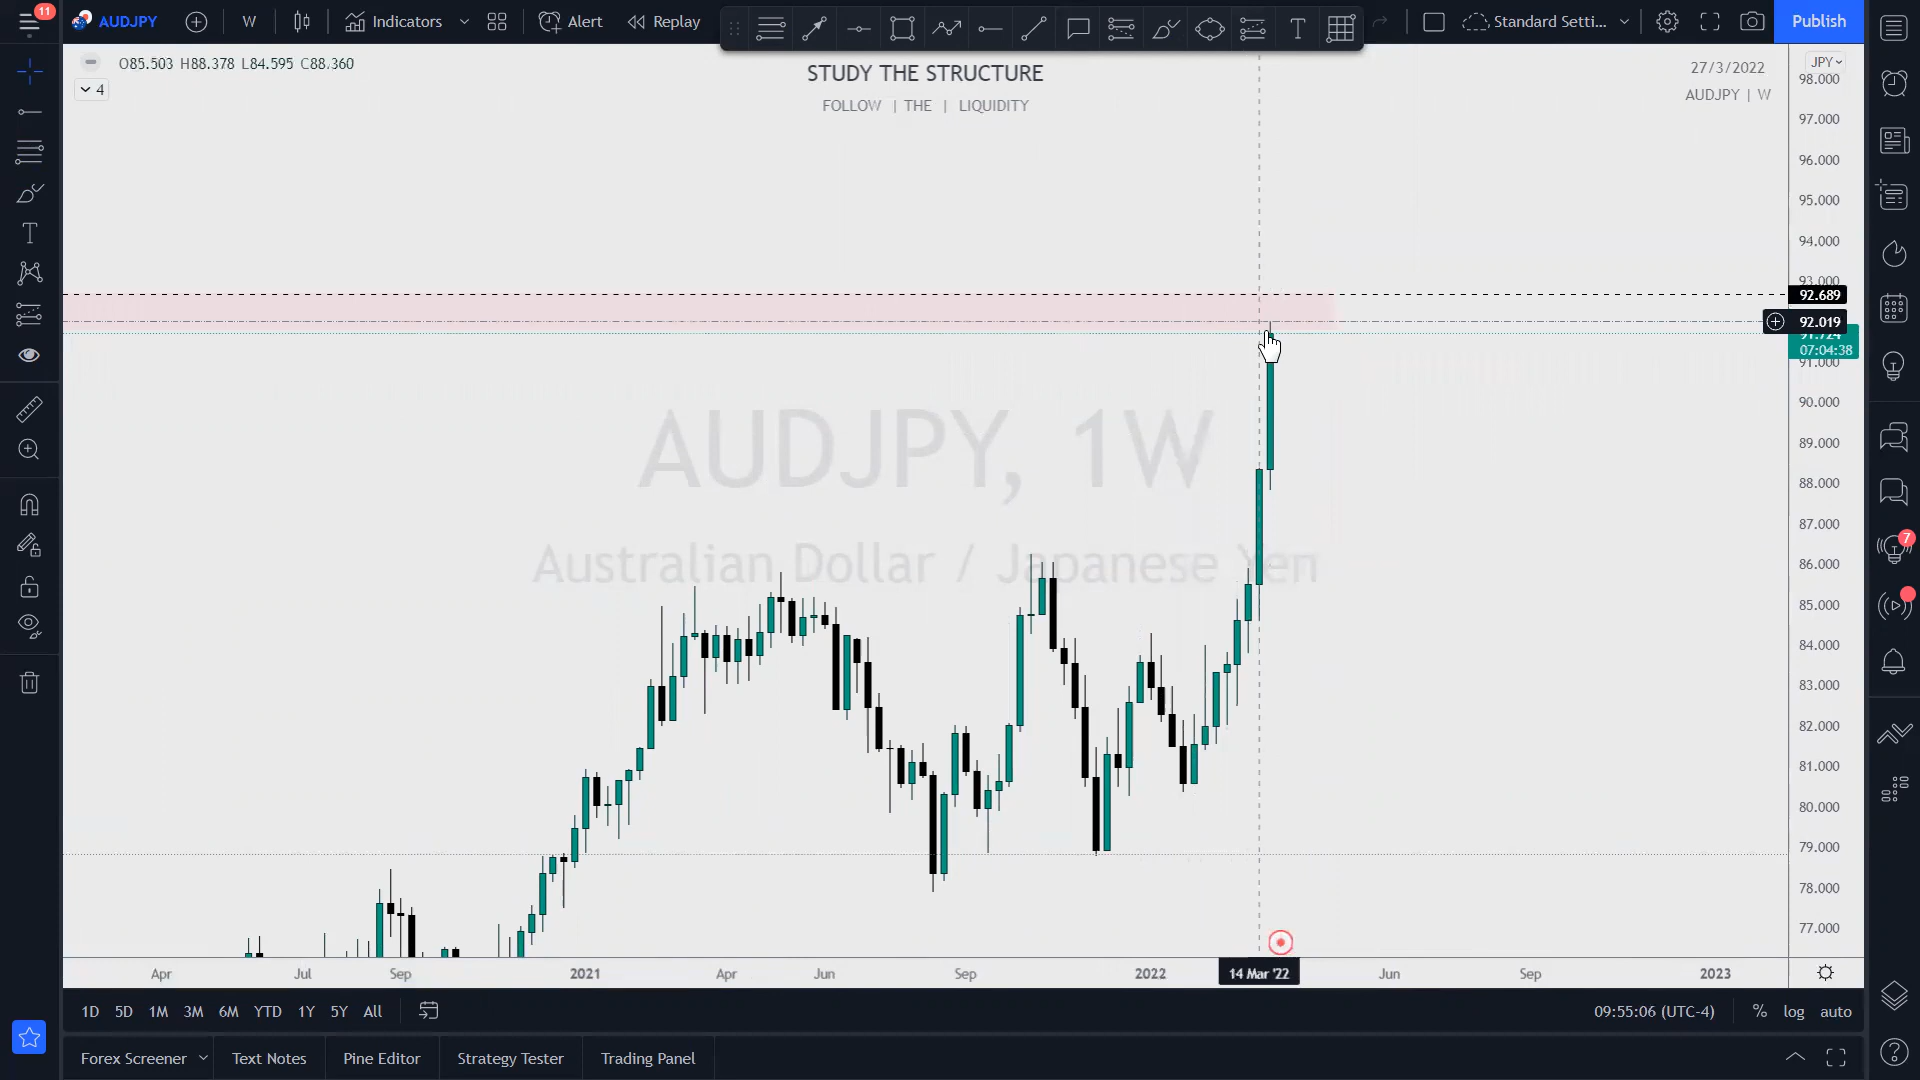 11
AUDJPY
W
Indicators
Alert
Replay
Standard Setti...
Publish
O85.503 H88.378 L84.595 C88.360
4
STUDY THE STRUCTURE
FOLLOW | THE | LIQUIDITY
27/3/2022
AUDJPY | W
JPY
98.000
97.000
96.000
95.000
94.000
93.000
92.689
92.019
07:04:38
91.000
90.000
89.000
88.000
87.000
86.000
85.000
84.000
83.000
82.000
81.000
80.000
79.000
78.000
77.000
AUDJPY, 1W
Australian Dollar / Japanese Yen
7
Apr
Jul
Sep
2021
Apr
Jun
Sep
2022
14 Mar '22
Jun
Sep
2023
1D 5D 1M 3M 6M YTD 1Y 5Y All
09:55:06 (UTC-4)
% log auto
Forex Screener
Text Notes
Pine Editor
Strategy Tester
Trading Panel